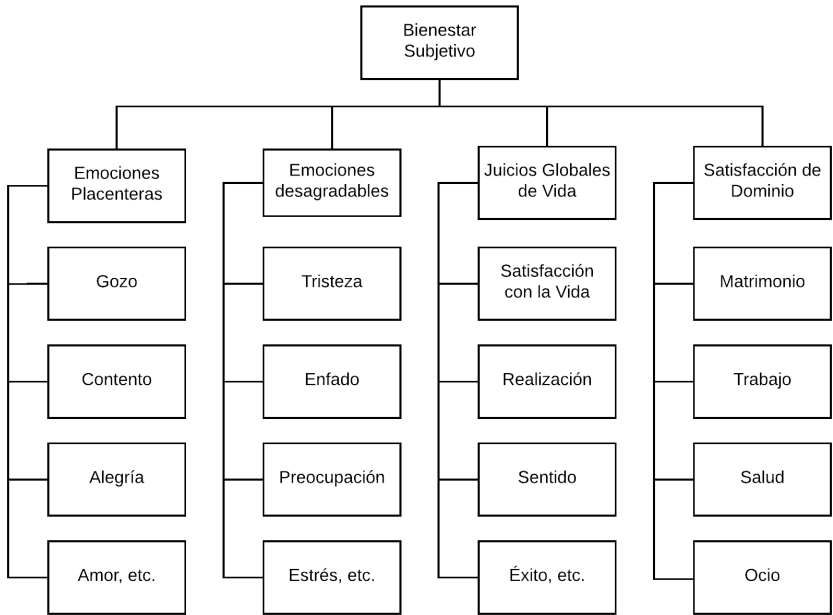 Bienestar
Subjetivo
Emociones
Placenteras
Emociones
desagradables
Juicios Globales
de Vida
Satisfacción de
Dominio
Gozo
Tristeza
Satisfacción
con la Vida
Matrimonio
Contento
Enfado
Realización
Trabajo
Alegría
Preocupación
Sentido
Salud
Amor, etc.
Estrés, etc.
Éxito, etc.
Ocio